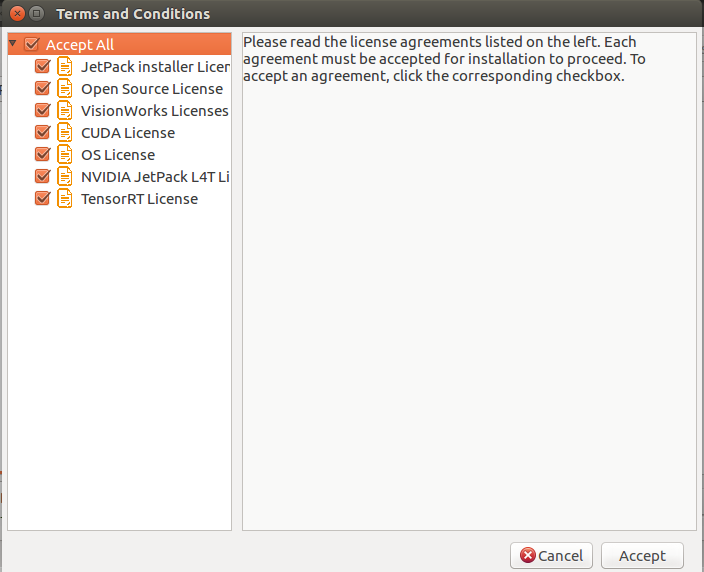 Terms and Conditions
Accept All
JetPack installer Licen
Open Source License
VisionWorks Licenses
CUDA License
OS License
NVIDIA JetPack L4T Li
TensorRT License
Please read the license agreements listed on the left. Each
agreement must be accepted for installation to proceed. To
accept an agreement, click the corresponding checkbox.
Cancel
Accept